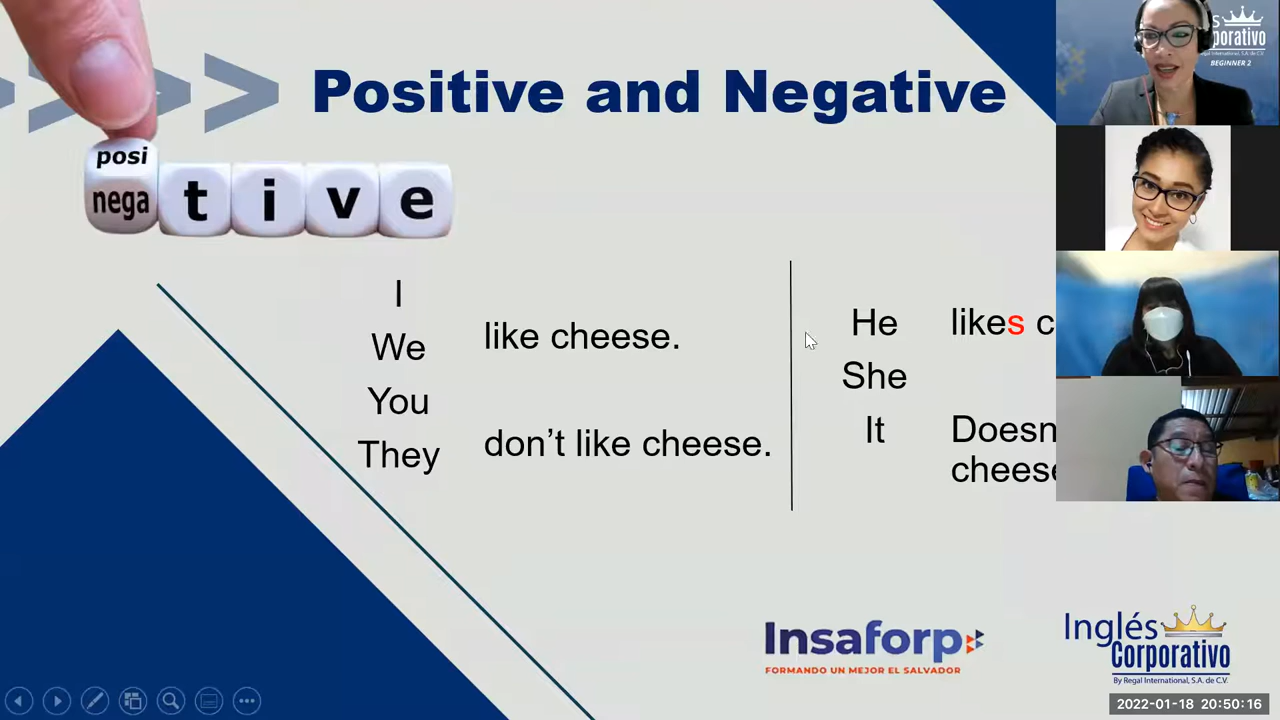 Positive and Negative
posi
nega t i v e
I
We
You
They
like cheese.
don't like cheese.
He
She
It
likes c
Doesn
cheese
Insaforp
FORMANDO UN MEJOR EL SALVADOR
Inglés
Corporativo
By Regal International, S.A. de C.V.
porativo
BEGINNER 2
2022-01-18 20:50:16